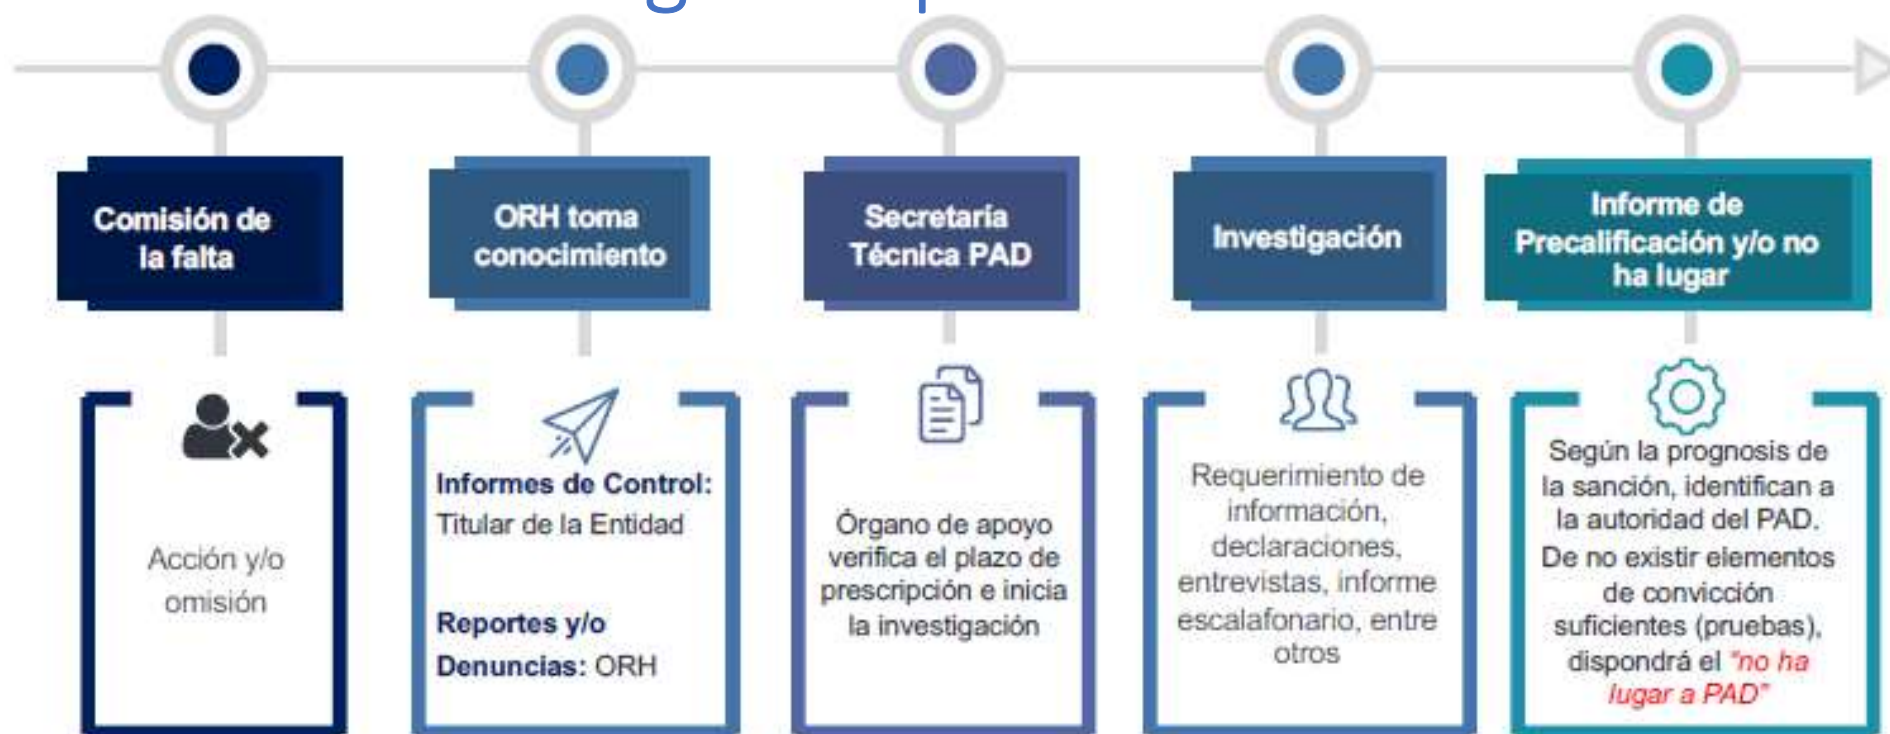 Comisión de
la falta
ORH toma
conocimiento
Secretaría
Técnica PAD
Investigación
Informe de
Precalificación y/o no
ha lugar
Acción y/o
omisión
Informes de Control:
Titular de la Entidad
Reportes y/o
Denuncias: ORH
Órgano de apoyo
verifica el plazo de
prescripción e inicia
la investigación
Requerimiento de
información,
declaraciones,
entrevistas, informe
escalafonario, entre
otros
Según la prognosis de
la sanción, identifican a
la autoridad del PAD.
De no existir elementos
de convicción
suficientes (pruebas),
dispondrá el "no ha
lugar a PAD"